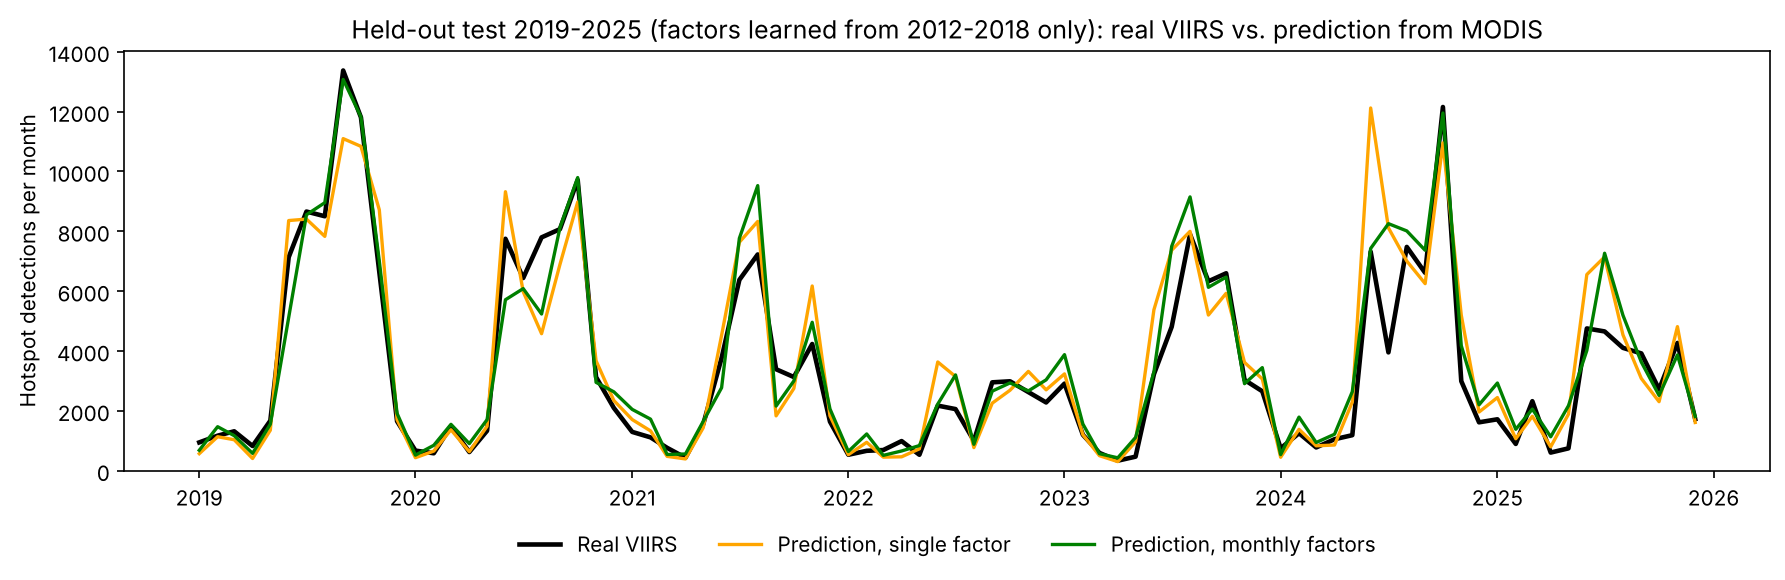 Held-out test 2019-2025 (factors learned from 2012-2018 only): real VIIRS vs. prediction from MODIS
Hotspot detections per month
14000
12000
10000
8000
6000
4000
2000
0
2019 2020 2021 2022 2023 2024 2025 2026
Real VIIRS Prediction, single factor Prediction, monthly factors